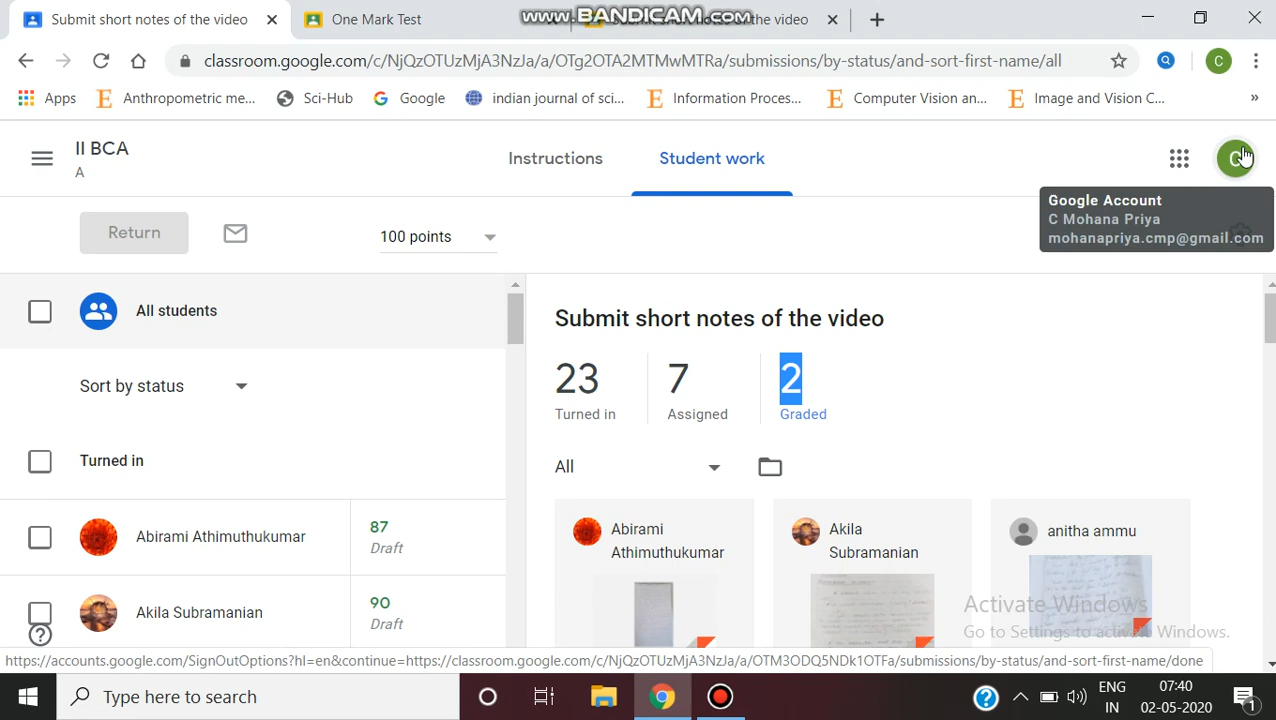 Submit short notes of the video
One Mark Test
Submit short notes of the video
www.BANDICAM.com
classroom.google.com/c/NjQzOTUzMjA3NzJa/a/OTg2OTA2MTMwMTRa/submissions/by-status/and-sort-first-name/all
C
Apps
Anthropometric me...
Sci-Hub
Google
indian journal of sci...
Information Proces...
Computer Vision an...
Image and Vision C...
»
II BCA
A
Instructions
Student work
C
Google Account
C Mohana Priya
mohanapriya.cmp@gmail.com
Return
100 points
All students
Sort by status
Turned in
Abirami Athimuthukumar
87
Draft
Akila Subramanian
90
Draft
Submit short notes of the video
23
Turned in
7
Assigned
2
Graded
All
Abirami
Athimuthukumar
Akila
Subramanian
anitha ammu
Activate Windows
Go to Settings to activate Windows.
https://accounts.google.com/SignOutOptions?hl=en&continue=https://classroom.google.com/c/NjQzOTUzMjA3NzJa/a/OTM3ODQ5NDk1OTFa/submissions/by-status/and-sort-first-name/done
Type here to search
ENG
IN
07:40
02-05-2020
1